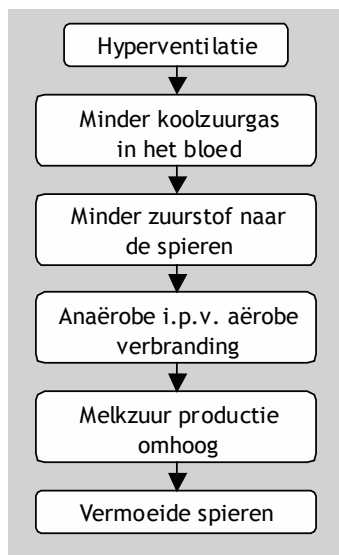 Hyperventilatie
Minder koolzuurgas
in het bloed
Minder zuurstof naar
de spieren
Anaërobe i.p.v. aërobe
verbranding
Melkzuur productie
omhoog
Vermoeide spieren